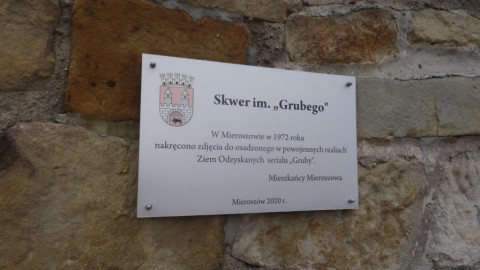 Skwer im. „Grubego"
W Mieroszowie w 1972 roku
nakręcono zdjęcia do osadzonego w powojennych realiach
Ziem Odzyskanych serialu „Gruby".
Mieszkańcy Mieroszowa
Mieroszów 2020 r.